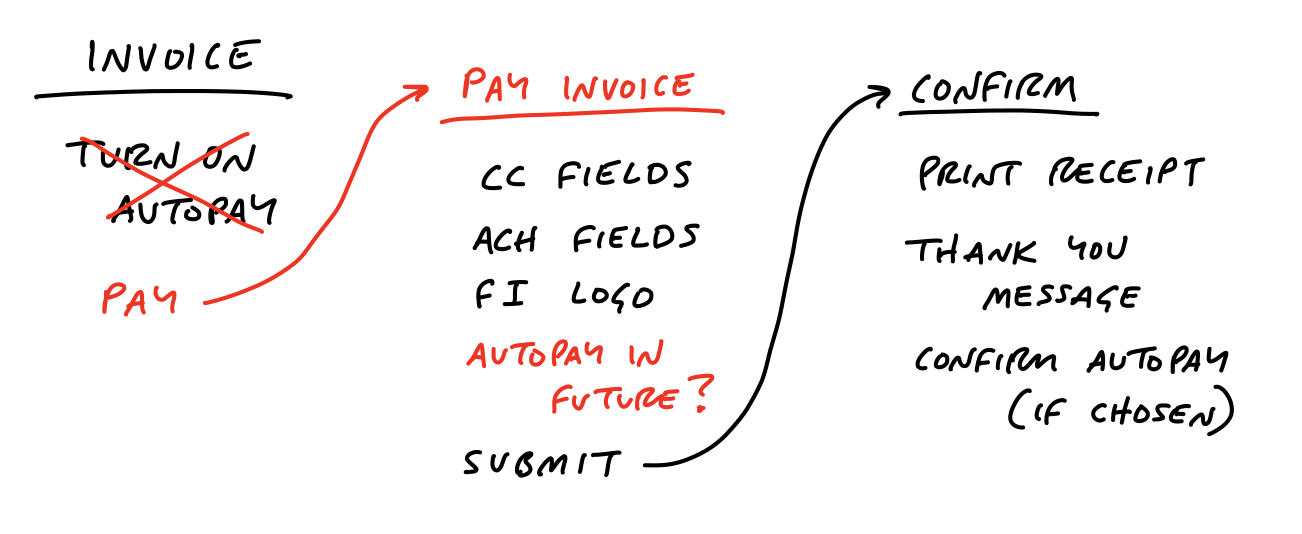 INVOICE
TURN ON
AUTOPAY
PAY
PAY INVOICE
CC FIELDS
ACH FIELDS
FI LOGO
AUTOPAY IN
FUTURE?
SUBMIT
CONFIRM
PRINT RECEIPT
THANK YOU
MESSAGE
CONFIRM AUTOPAY
(IF CHOSEN)